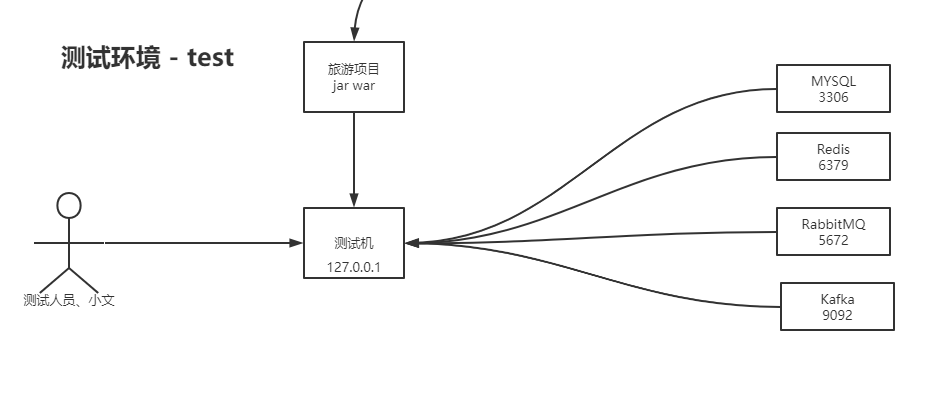 测试环境 - test
旅游项目
jar war
MYSQL
3306
Redis
6379
RabbitMQ
5672
测试机
127.0.0.1
测试人员、小文
Kafka
9092